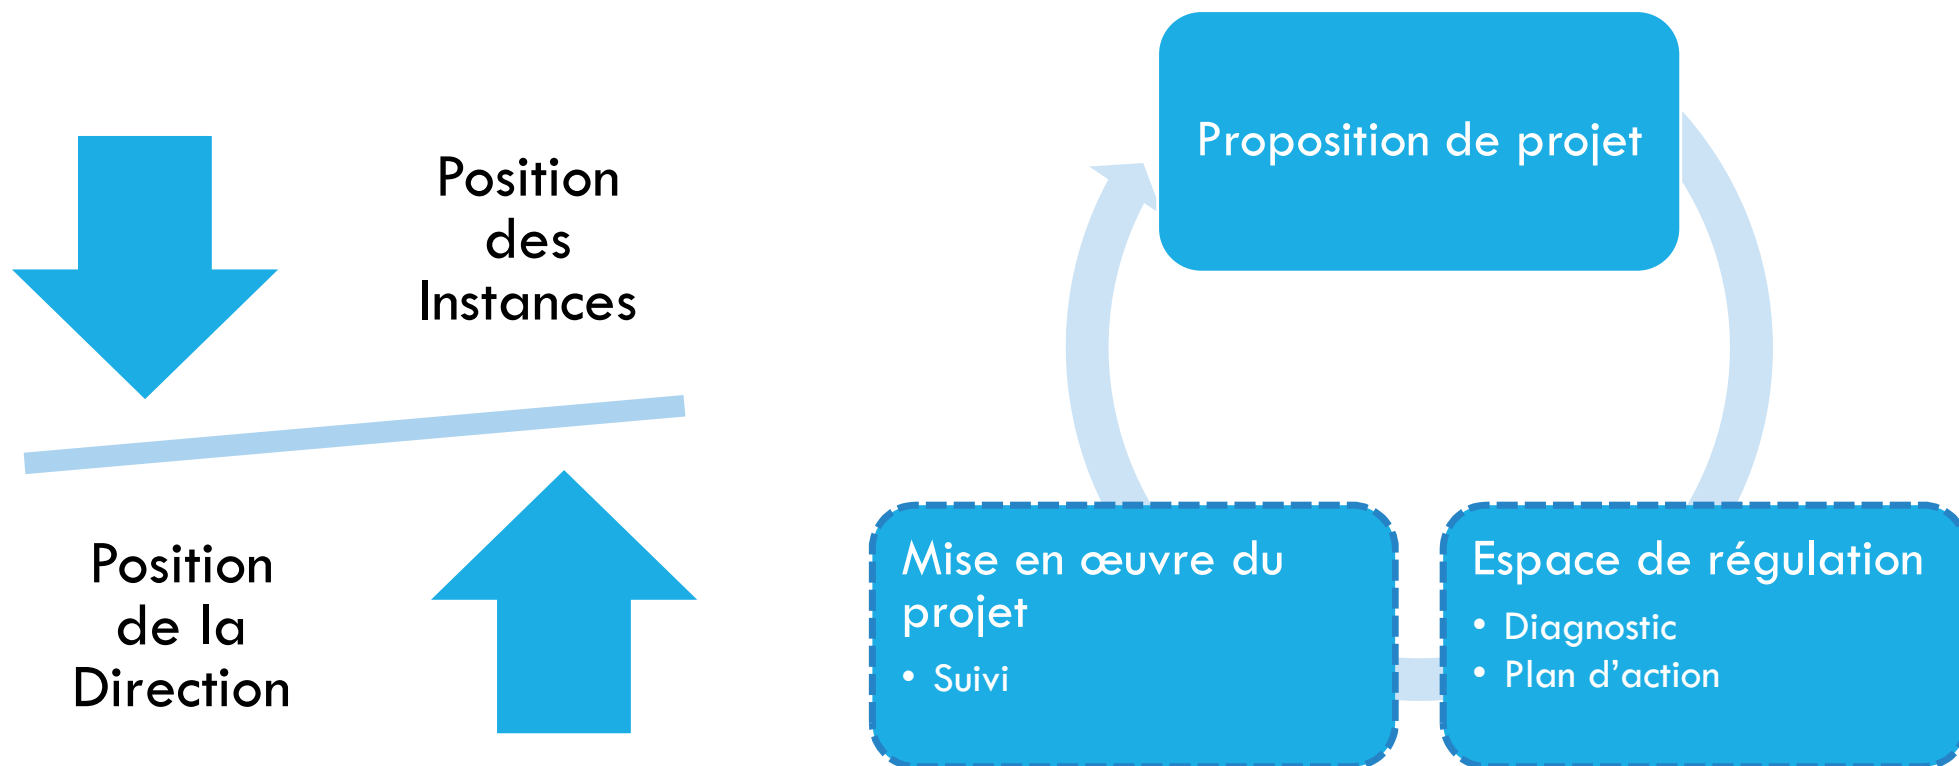 Position
des
Instances
Position
de la
Direction
Proposition de projet
Mise en œuvre du
projet
• Suivi
Espace de régulation
• Diagnostic
• Plan d’action